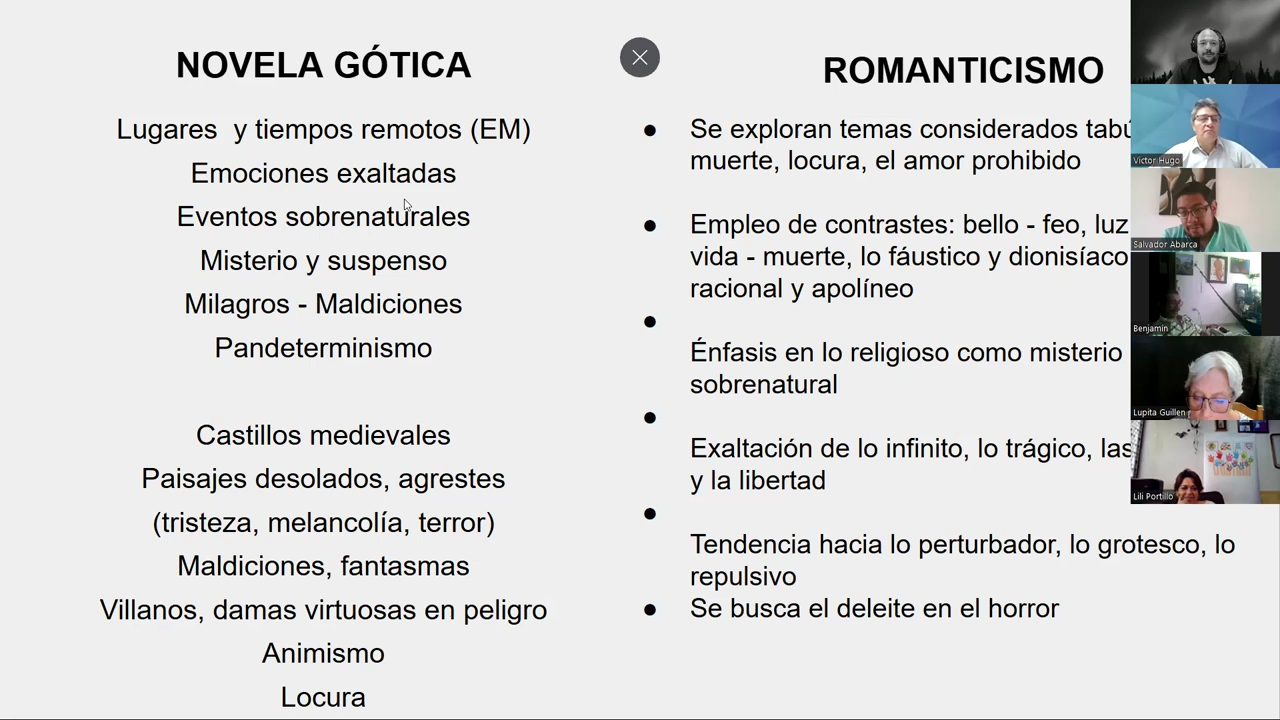 NOVELA GÓTICA
Lugares y tiempos remotos (EM)
Emociones exaltadas
Eventos sobrenaturales
Misterio y suspenso
Milagros - Maldiciones
Pandeterminismo
Castillos medievales
Paisajes desolados, agrestes
(tristeza, melancolía, terror)
Maldiciones, fantasmas
Villanos, damas virtuosas en peligro
Animismo
Locura
ROMANTICISMO
Se exploran temas considerados
muerte, locura, el amor prohibido
Empleo de contrastes: bello - feo, luz
vida - muerte, lo fáustico y dionisíaco
racional y apolíneo
Énfasis en lo religioso como misterio
sobrenatural
Exaltación de lo infinito, lo trágico, las
y la libertad
Tendencia hacia lo perturbador, lo grotesco, lo
repulsivo
Se busca el deleite en el horror
Victor Hugo
Salvador Abarca
Benjamín
Lupita Guillen
Lili Portillo